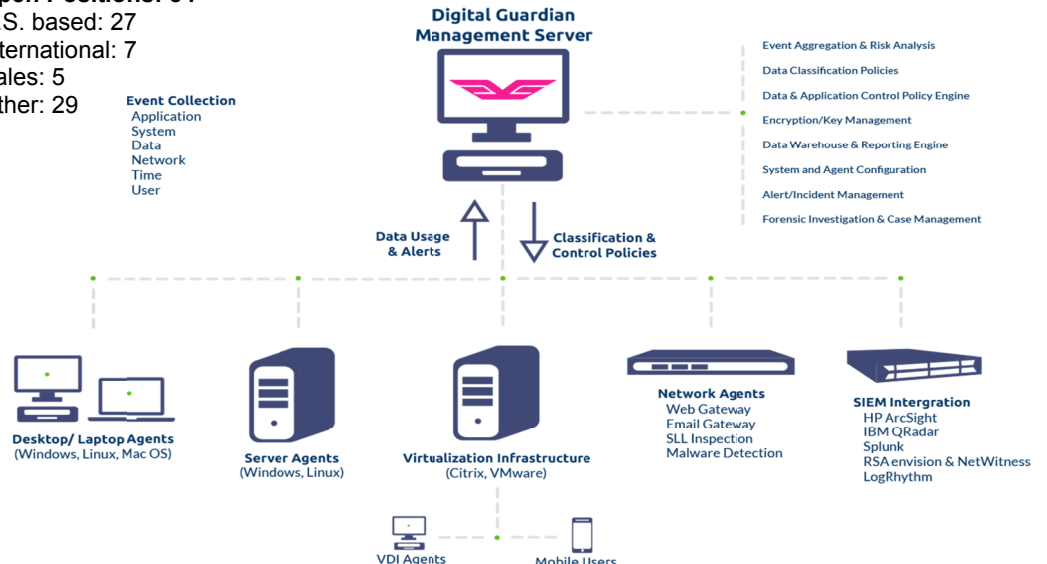 .S. based: 27
ternational: 7
ales: 5
ther: 29
Digital Guardian
Management Server
Event Collection
Application
System
Data
Network
Time
User
Event Aggregation & Risk Analysis
Data Classification Policies
Data & Application Control Policy Engine
Encryption/Key Management
Data Warehouse & Reporting Engine
System and Agent Configuration
Alert/Incident Management
Forensic Investigation & Case Management
Data Usage
& Alerts
Classification &
Control Policies
Desktop/ Laptop Agents
(Windows, Linux, Mac OS)
Server Agents
(Windows, Linux)
Virtualization Infrastructure
(Citrix, VMware)
Network Agents
Web Gateway
Email Gateway
SLL Inspection
Malware Detection
SIEM Intergration
HP ArcSight
IBM QRadar
Splunk
RSA envision & NetWitness
LogRhythm
VDI Agents
Mobile Users